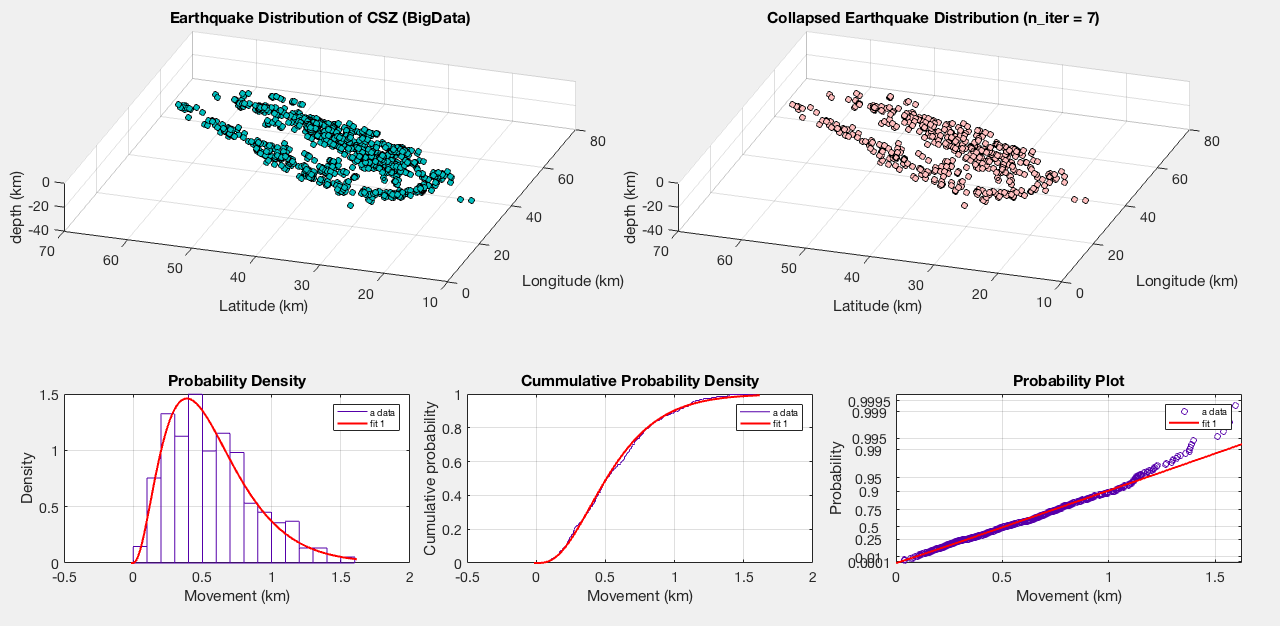 Earthquake Distribution of CSZ (BigData)
depth (km)
0
-20
-40
70
60
50
40
30
20
10
Latitude (km)
0
20
40
60
80
Longitude (km)
Collapsed Earthquake Distribution (n_iter = 7)
depth (km)
0
-20
-40
70
60
50
40
30
20
10
Latitude (km)
0
20
40
60
80
Longitude (km)
Probability Density
Density
1.5
1
0.5
0
-0.5 0 0.5 1 1.5 2
Movement (km)
a data
fit 1
Cummulative Probability Density
Cumulative probability
1
0.8
0.6
0.4
0.2
0
-0.5 0 0.5 1 1.5 2
Movement (km)
a data
fit 1
Probability Plot
Probability
0.9995
0.999
0.995
0.99
0.95
0.9
0.75
0.5
0.25
0.01
0.0001
0 0.5 1 1.5
Movement (km)
a data
fit 1